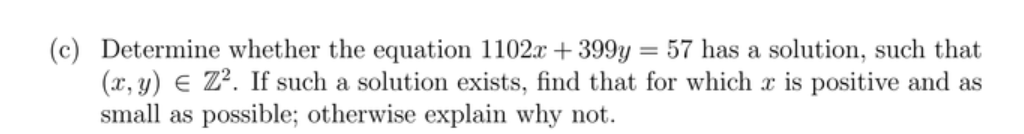 (c) Determine whether the equation 1102x + 399y = 57 has a solution, such that
(x, y) ∈ ℤ². If such a solution exists, find that for which x is positive and as
small as possible; otherwise explain why not.